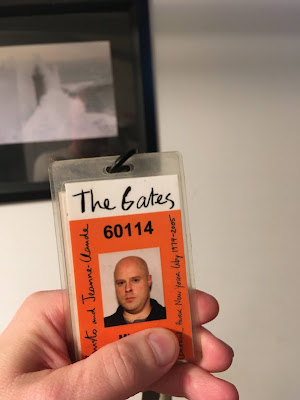 The Gates
60114
and Jeanne-Claude
New York City 1979-2005